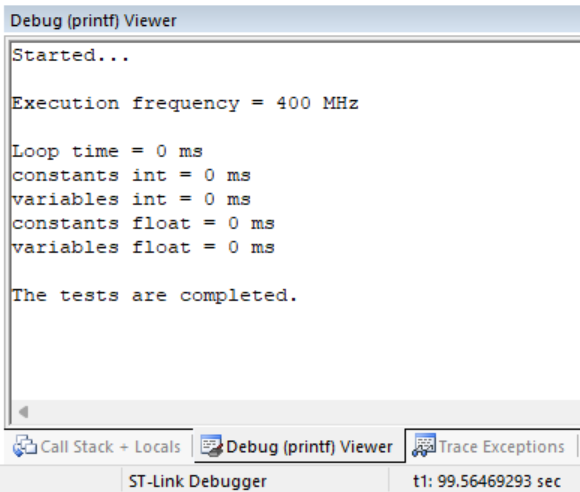 Debug (printf) Viewer
Started...
Execution frequency = 400 MHz
Loop time = 0 ms
constants int = 0 ms
variables int = 0 ms
constants float = 0 ms
variables float = 0 ms
The tests are completed.
Call Stack + Locals Debug (printf) Viewer Trace Exceptions
ST-Link Debugger t1: 99.56469293 sec